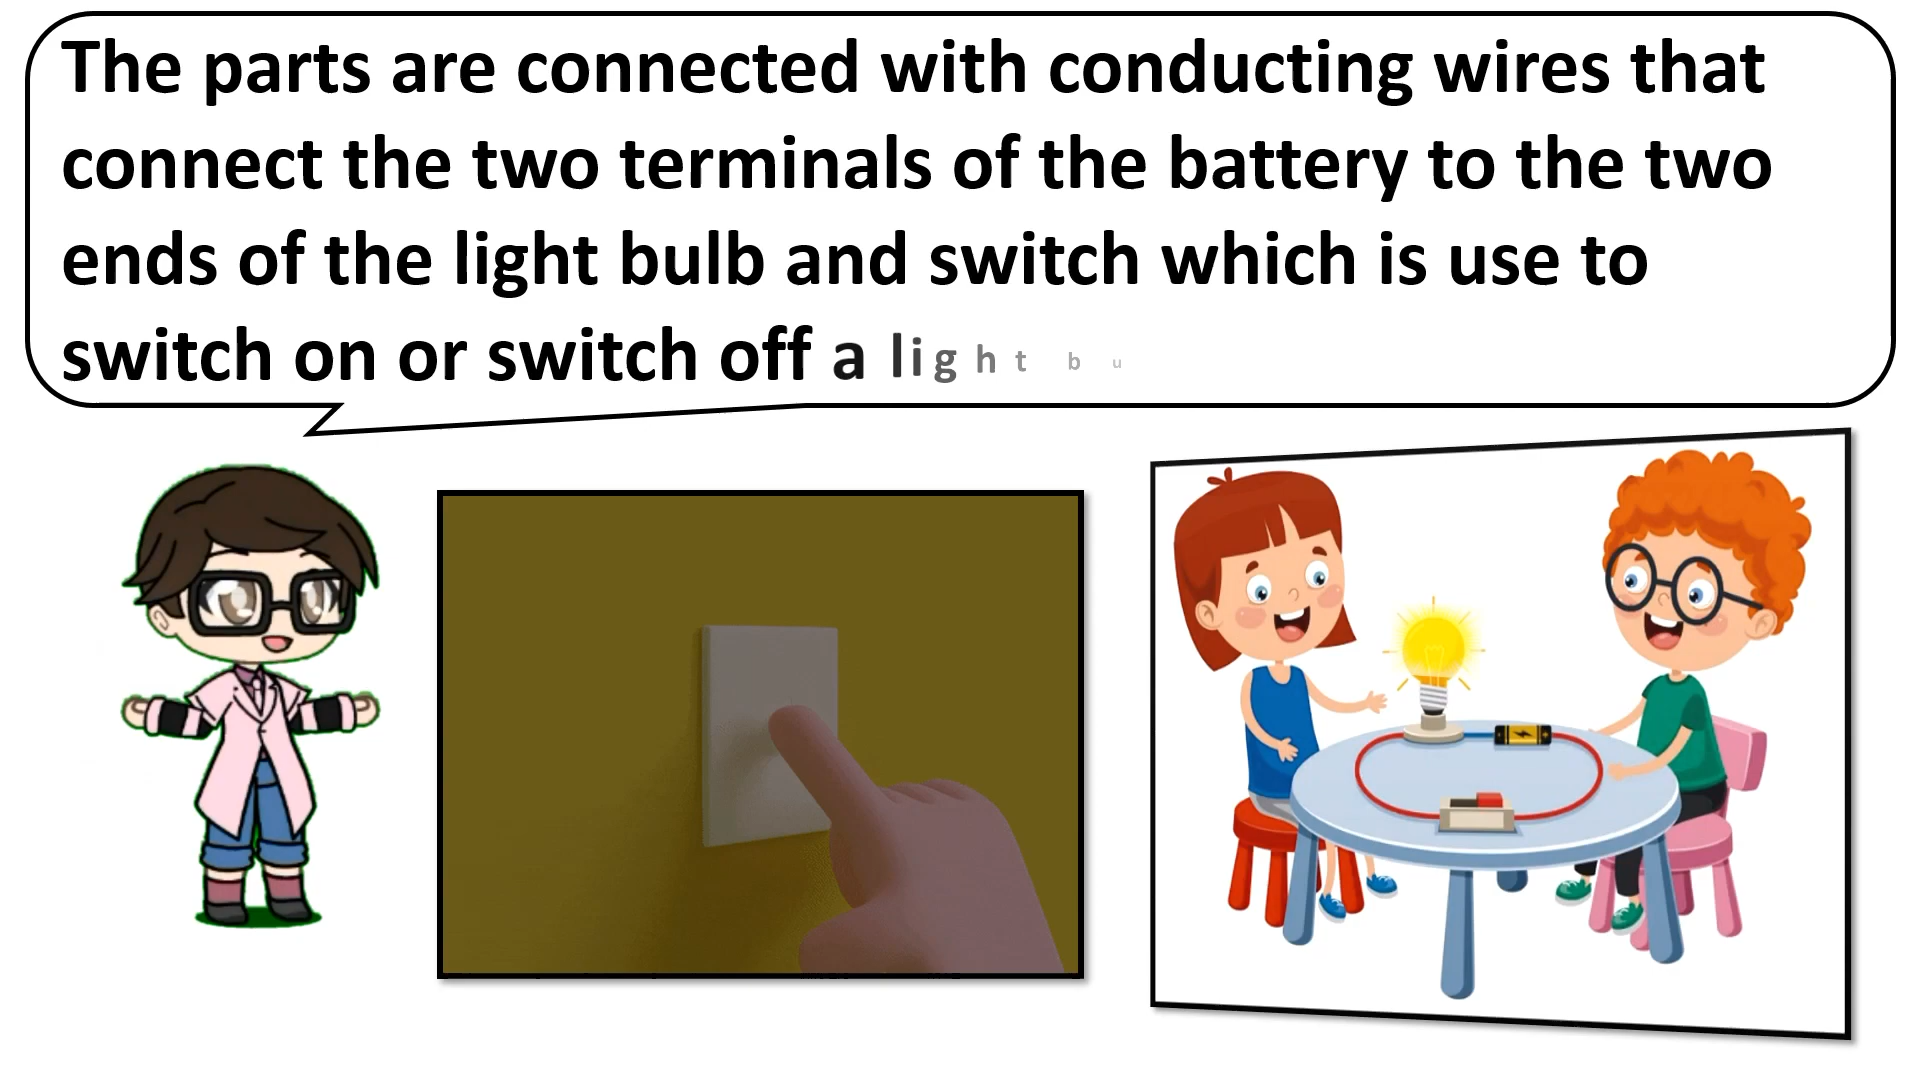 The parts are connected with conducting wires that
connect the two terminals of the battery to the two
ends of the light bulb and switch which is use to
switch on or switch off a light bu